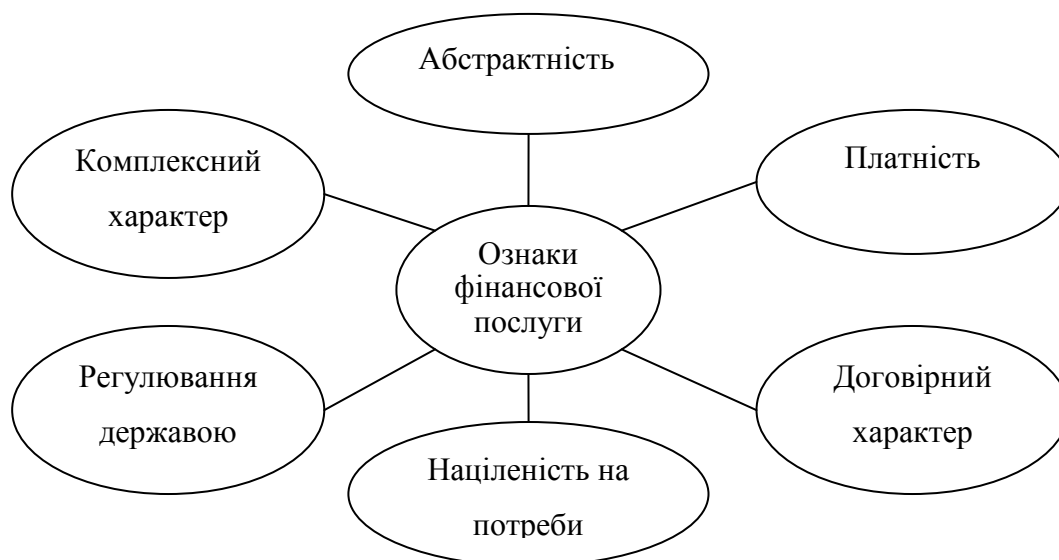 Абстрактність
Комплексний
характер
Платність
Ознаки
фінансової
послуги
Регулювання
державою
Договірний
характер
Націленість на
потреби